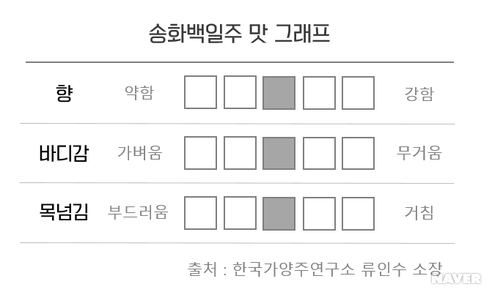 송화백일주 맛 그래프
향 약함 강함
바디감 가벼움 무거움
목넘김 부드러움 거침
출처 : 한국가양주연구소 류인수 소장
NAVER